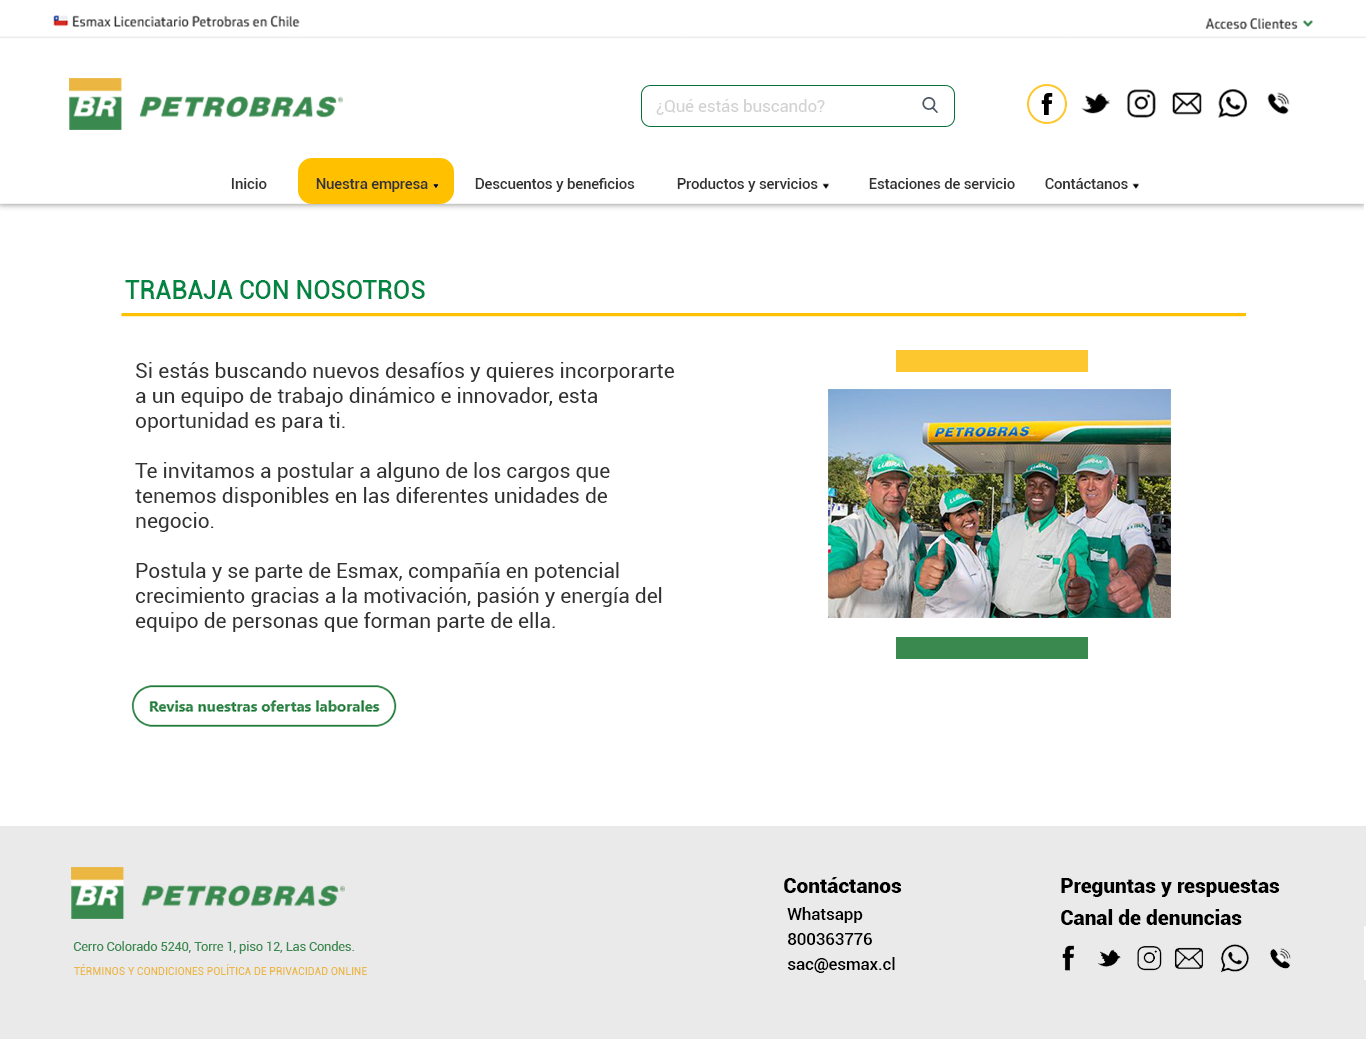 Esmax Licenciatario Petrobras en Chile
Acceso Clientes
BR PETROBRAS®
¿Qué estás buscando?
Inicio
Nuestra empresa
Descuentos y beneficios
Productos y servicios
Estaciones de servicio
Contáctanos
TRABAJA CON NOSOTROS
Si estás buscando nuevos desafíos y quieres incorporarte
a un equipo de trabajo dinámico e innovador, esta
oportunidad es para ti.
Te invitamos a postular a alguno de los cargos que
tenemos disponibles en las diferentes unidades de
negocio.
Postula y se parte de Esmax, compañía en potencial
crecimiento gracias a la motivación, pasión y energía del
equipo de personas que forman parte de ella.
PETROBRAS
LUBRAX
LUBRAX
LUBRAX
LUBRAX
Revisa nuestras ofertas laborales
BR PETROBRAS®
Cerro Colorado 5240, Torre 1, piso 12, Las Condes.
TÉRMINOS Y CONDICIONES POLÍTICA DE PRIVACIDAD ONLINE
Contáctanos
Whatsapp
800363776
sac@esmax.cl
Preguntas y respuestas
Canal de denuncias